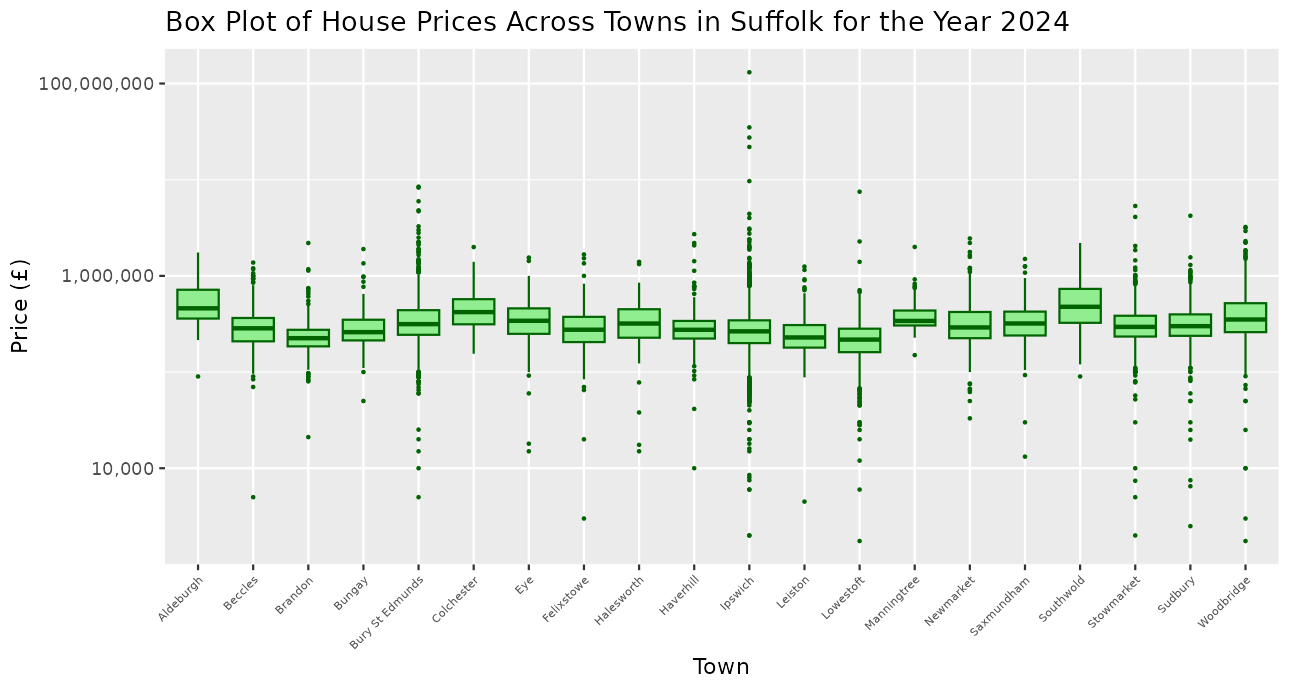 Box Plot of House Prices Across Towns in Suffolk for the Year 2024
Price (£)
100,000,000
1,000,000
10,000
Aldeburgh
Beccles
Brandon
Bungay
Bury St Edmunds
Colchester
Eye
Felixstowe
Halesworth
Haverhill
Ipswich
Leiston
Lowestoft
Manningtree
Newmarket
Saxmundham
Southwold
Stowmarket
Sudbury
Woodbridge
Town